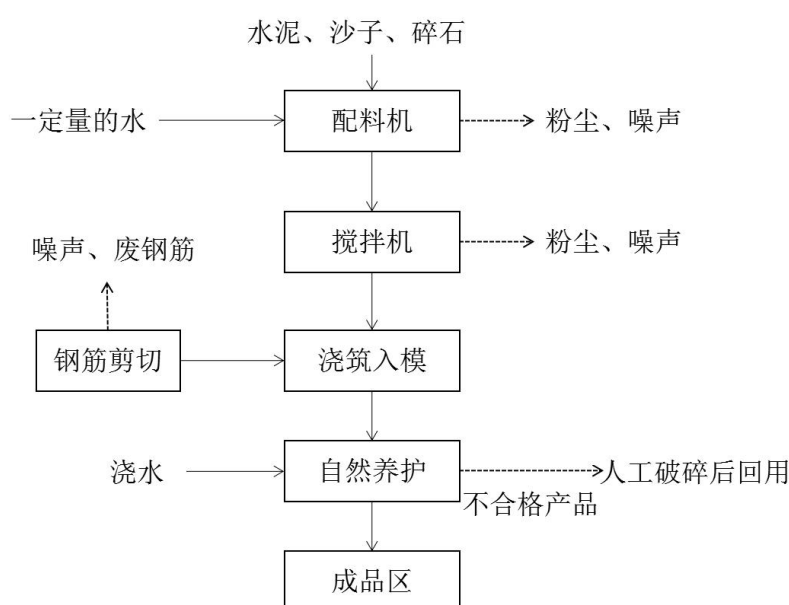 水泥、沙子、碎石
一定量的水
配料机
粉尘、噪声
搅拌机
粉尘、噪声
噪声、废钢筋
钢筋剪切
浇筑入模
浇水
自然养护
人工破碎后回用
不合格产品
成品区